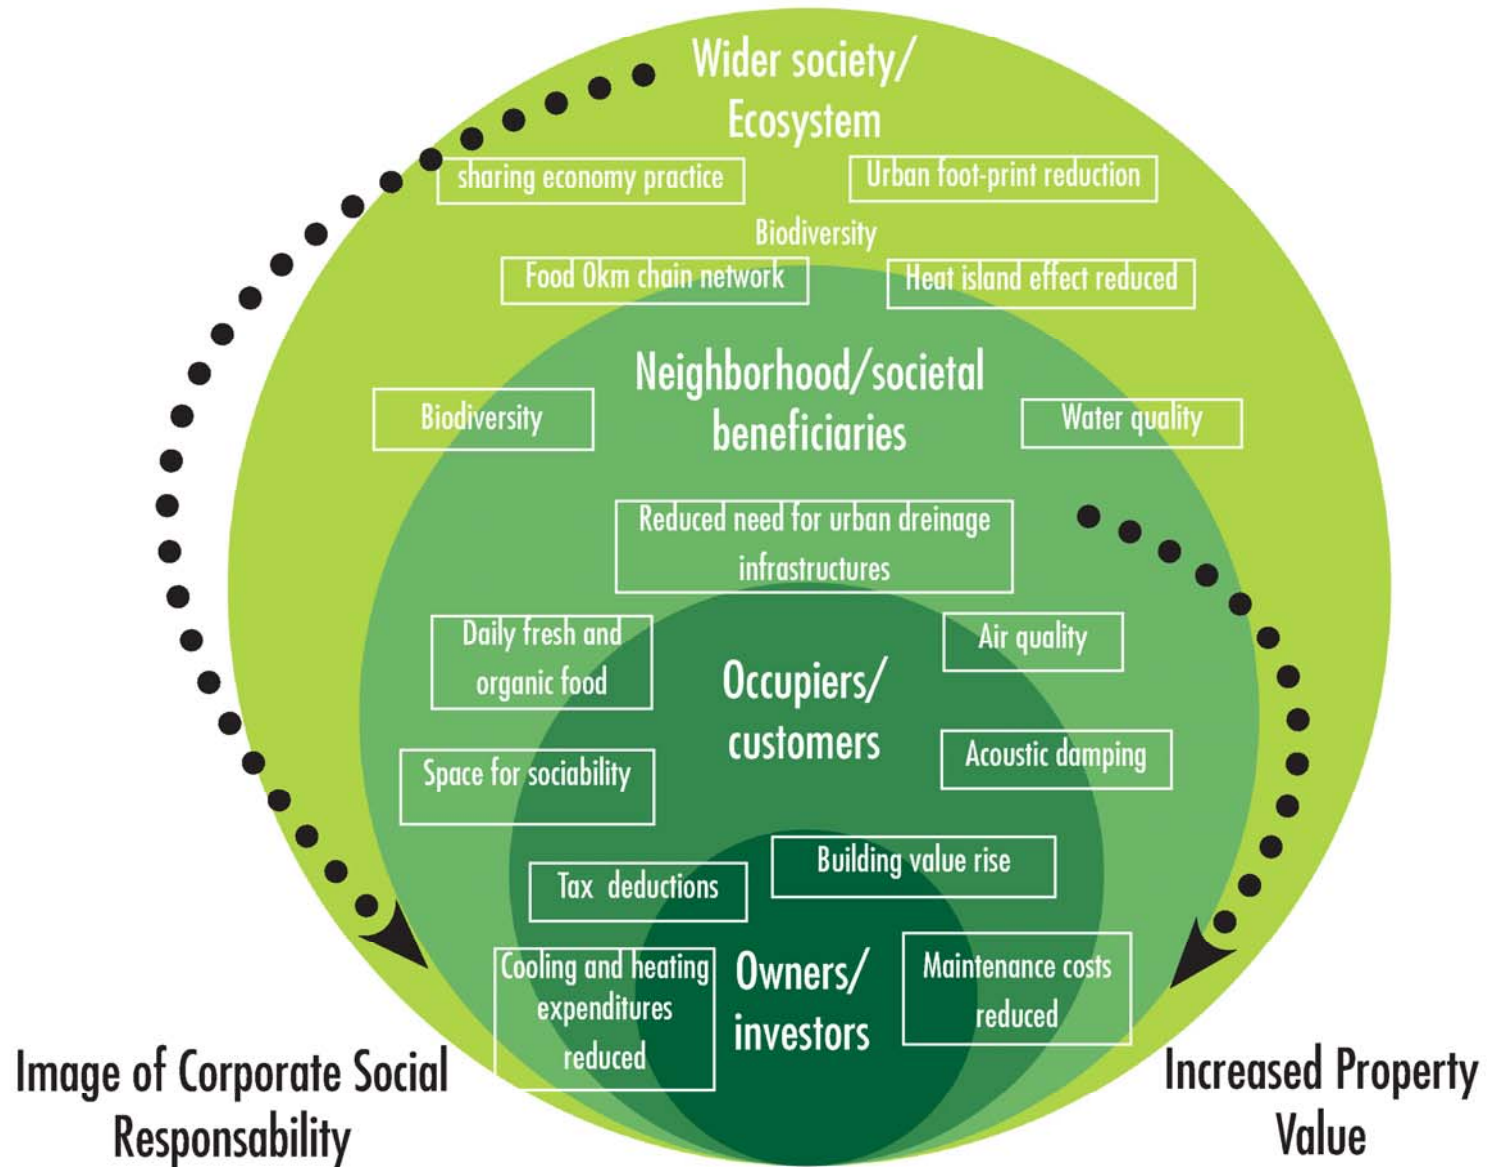 Wider society/
Ecosystem
sharing economy practice
Urban foot-print reduction
Biodiversity
Food 0km chain network
Heat island effect reduced
Neighborhood/societal
beneficiaries
Biodiversity
Water quality
Reduced need for urban dreinage
infrastructures
Daily fresh and
organic food
Air quality
Occupiers/
customers
Space for sociability
Acoustic damping
Building value rise
Tax deductions
Cooling and heating
expenditures
reduced
Owners/
investors
Maintenance costs
reduced
Image of Corporate Social
Responsability
Increased Property
Value